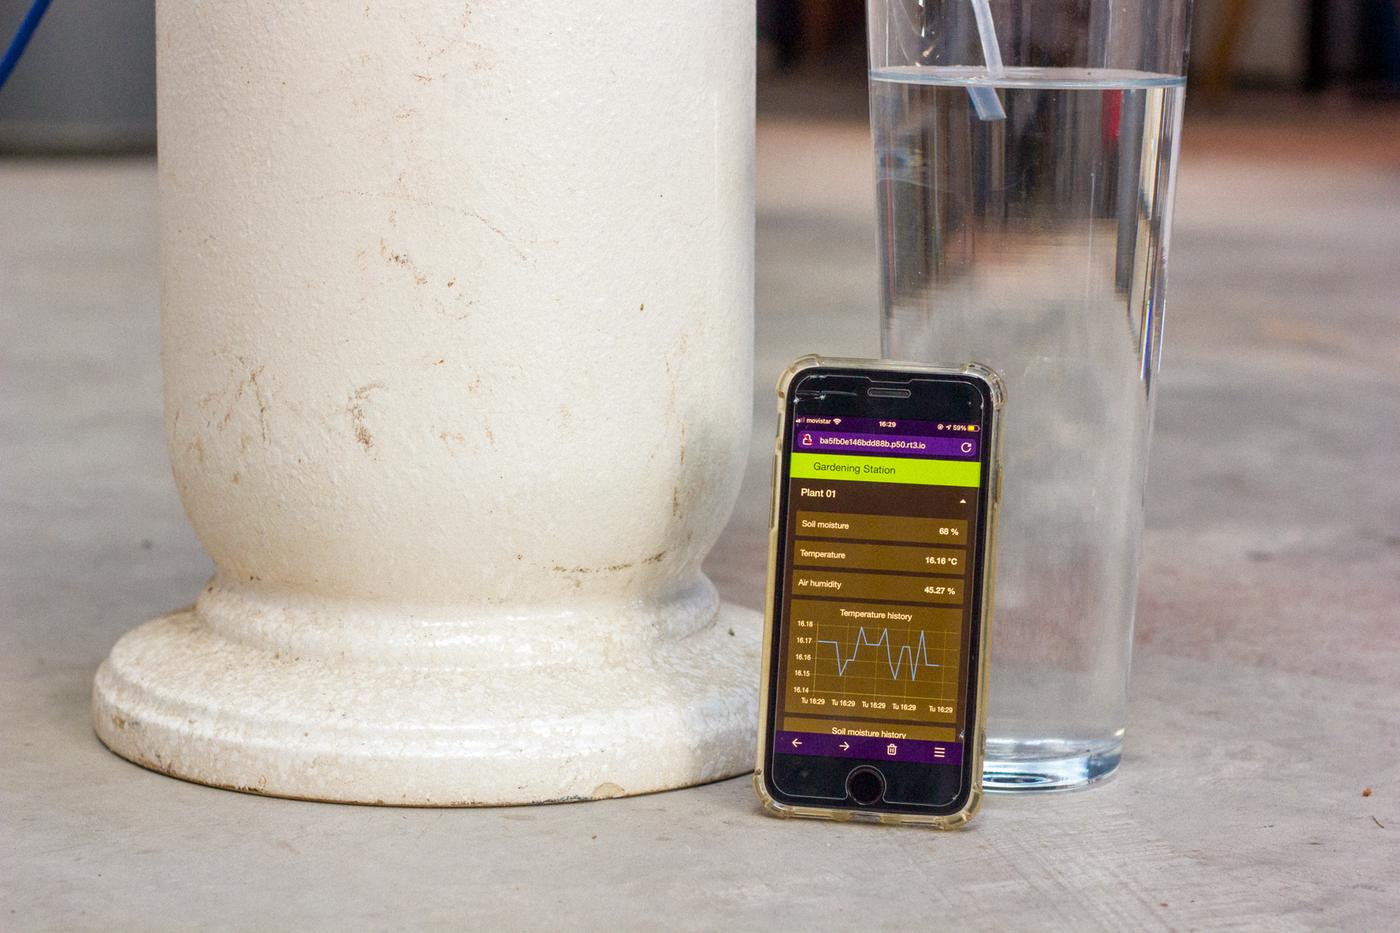 movistar 16:29 59%
ba5fb0e146bdd88b.p50.rt3.io
Gardening Station
Plant 01
Soil moisture 68 %
Temperature 16.16 °C
Air humidity 45.27 %
Temperature history
16.18
16.17
16.16
16.15
16.14
Tu 16:29 Tu 16:29 Tu 16:29 Tu 16:29 Tu 16:29
Soil moisture history